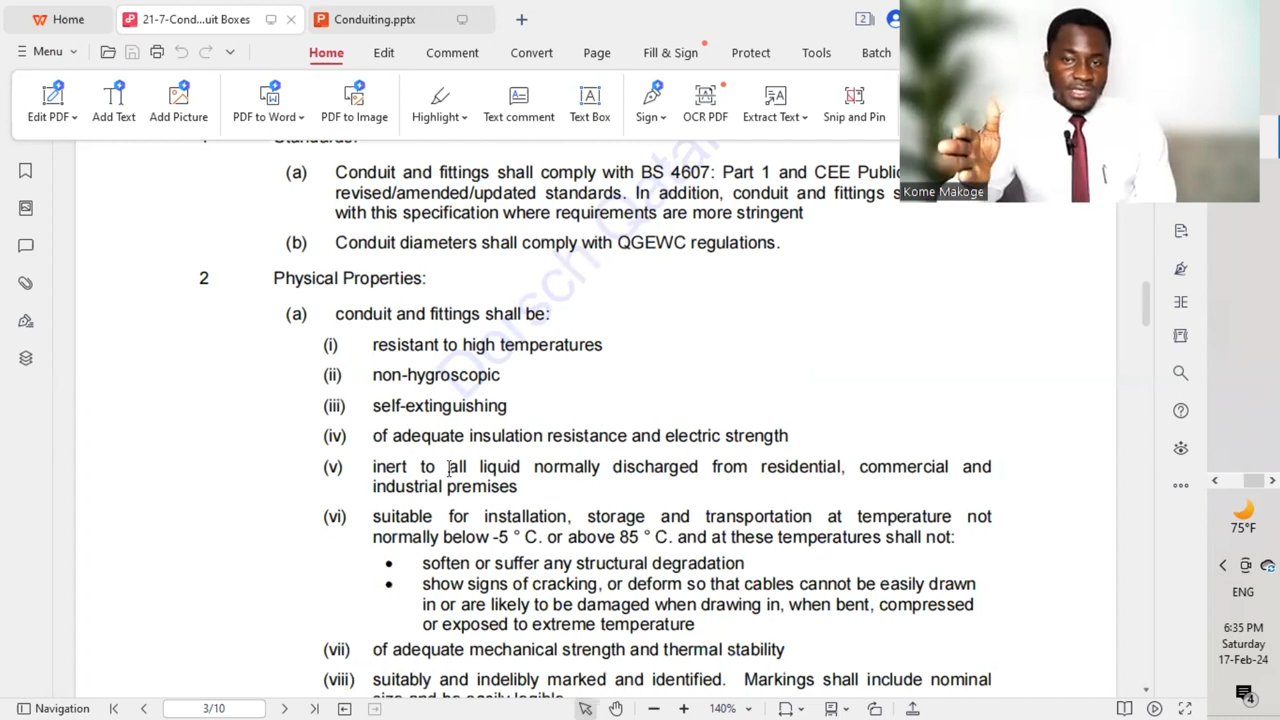 Home
21-7-Cond...uit Boxes
Conduiting.pptx
2
Menu
Home
Edit
Comment
Convert
Page
Fill & Sign
Protect
Tools
Batch
Edit PDF
Add Text
Add Picture
PDF to Word
PDF to Image
Highlight
Text comment
Text Box
Sign
OCR PDF
Extract Text
Snip and Pin
Kome Makoge
Standards:
(a) Conduit and fittings shall comply with BS 4607: Part 1 and CEE Public
revised/amended/updated standards. In addition, conduit and fittings s
with this specification where requirements are more stringent
(b) Conduit diameters shall comply with QGEWC regulations.
2 Physical Properties:
(a) conduit and fittings shall be:
(i) resistant to high temperatures
(ii) non-hygroscopic
(iii) self-extinguishing
(iv) of adequate insulation resistance and electric strength
(v) inert to all liquid normally discharged from residential, commercial and
industrial premises
(vi) suitable for installation, storage and transportation at temperature not
normally below -5 ° C. or above 85 ° C. and at these temperatures shall not:
• soften or suffer any structural degradation
• show signs of cracking, or deform so that cables cannot be easily drawn
in or are likely to be damaged when drawing in, when bent, compressed
or exposed to extreme temperature
(vii) of adequate mechanical strength and thermal stability
(viii) suitably and indelibly marked and identified. Markings shall include nominal
size and be easily legible
Dorsch Qatar
75°F
ENG
6:35 PM
Saturday
17-Feb-24
4
Navigation
3/10
140%